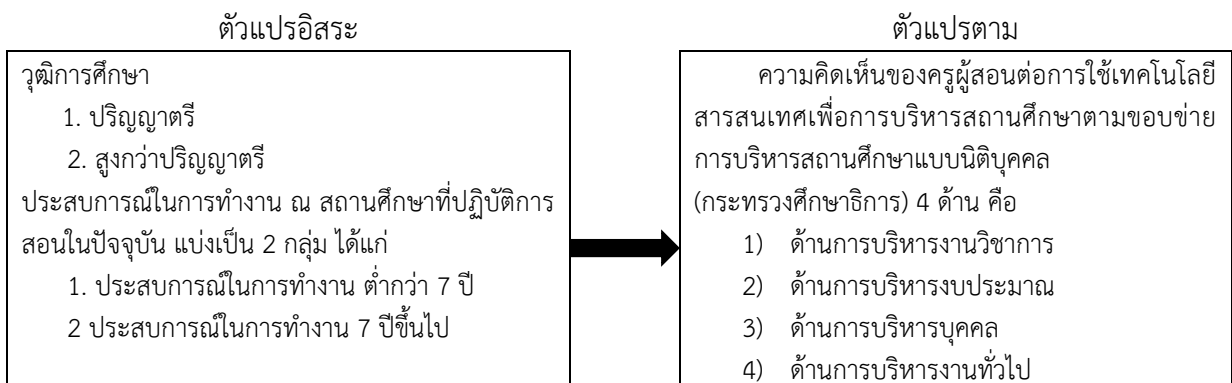 ตัวแปรอิสระ
วุฒิการศึกษา
1. ปริญญาตรี
2. สูงกว่าปริญญาตรี
ประสบการณ์ในการทำงาน ณ สถานศึกษาที่ปฏิบัติการ
สอนในปัจจุบัน แบ่งเป็น 2 กลุ่ม ได้แก่
1. ประสบการณ์ในการทำงาน ต่ำกว่า 7 ปี
2 ประสบการณ์ในการทำงาน 7 ปีขึ้นไป
ตัวแปรตาม
ความคิดเห็นของครูผู้สอนต่อการใช้เทคโนโลยี
สารสนเทศเพื่อการบริหารสถานศึกษาตามขอบข่าย
การบริหารสถานศึกษาแบบนิติบุคคล
(กระทรวงศึกษาธิการ) 4 ด้าน คือ
1) ด้านการบริหารงานวิชาการ
2) ด้านการบริหารงบประมาณ
3) ด้านการบริหารบุคคล
4) ด้านการบริหารงานทั่วไป